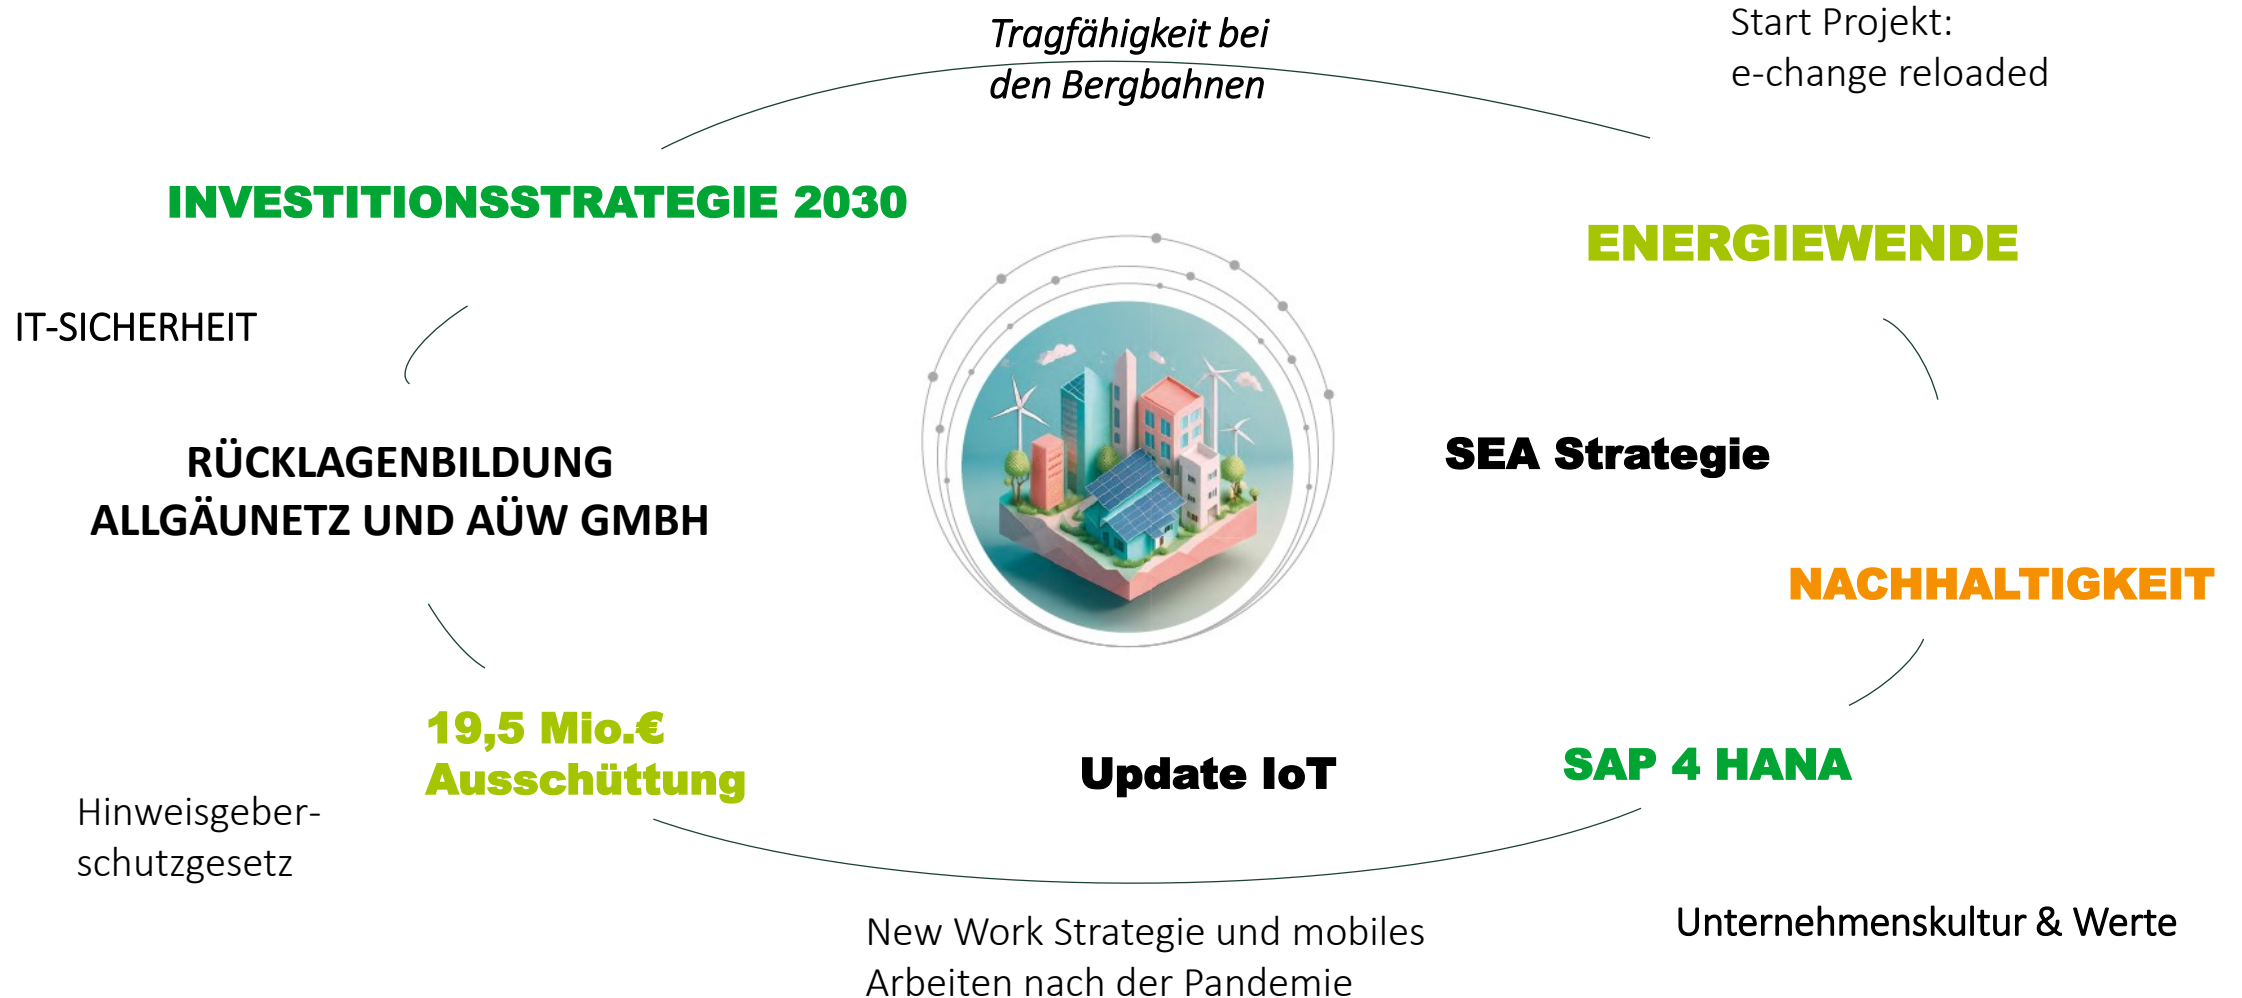 Tragfähigkeit bei
den Bergbahnen
Start Projekt:
e-change reloaded
INVESTITIONSSTRATEGIE 2030
ENERGIEWENDE
IT-SICHERHEIT
RÜCKLAGENBILDUNG
ALLGÄUNETZ UND AÜW GMBH
SEA Strategie
NACHHALTIGKEIT
19,5 Mio.€
Ausschüttung
Update IoT
SAP 4 HANA
Hinweisgeber-
schutzgesetz
New Work Strategie und mobiles
Arbeiten nach der Pandemie
Unternehmenskultur & Werte